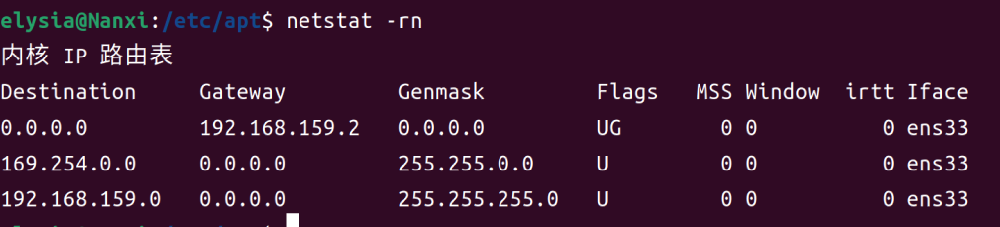 elysia@Nanxi:/etc/apt$ netstat -rn
内核 IP 路由表
Destination     Gateway         Genmask         Flags   MSS Window  irtt Iface
0.0.0.0         192.168.159.2   0.0.0.0         UG        0 0          0 ens33
169.254.0.0     0.0.0.0         255.255.0.0     U         0 0          0 ens33
192.168.159.0   0.0.0.0         255.255.255.0   U         0 0          0 ens33